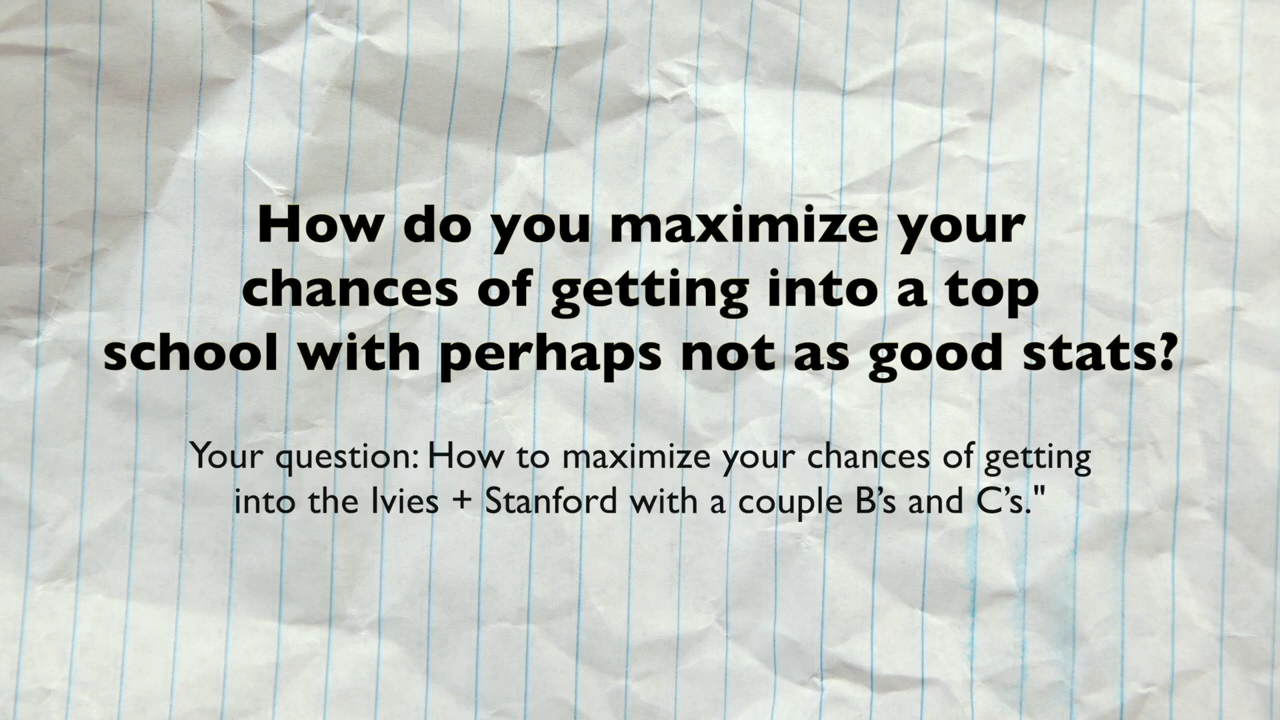 How do you maximize your
chances of getting into a top
school with perhaps not as good stats?
Your question: How to maximize your chances of getting
into the Ivies + Stanford with a couple B’s and C’s."